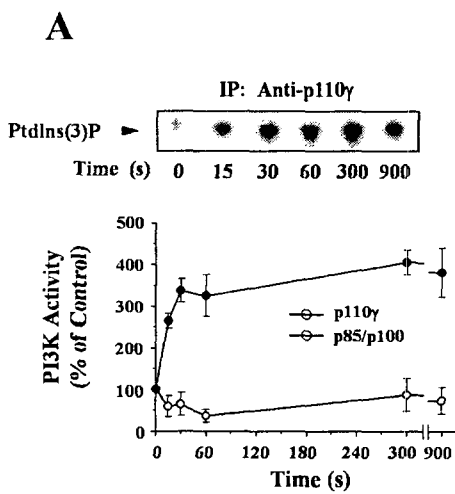 A
IP: Anti-p110γ
PtdIns(3)P
Time (s) 0 15 30 60 300 900
500
400
300
200
100
0
PI3K Activity
(% of Control)
p110γ
p85/p100
0 60 120 180 240 300 900
Time (s)